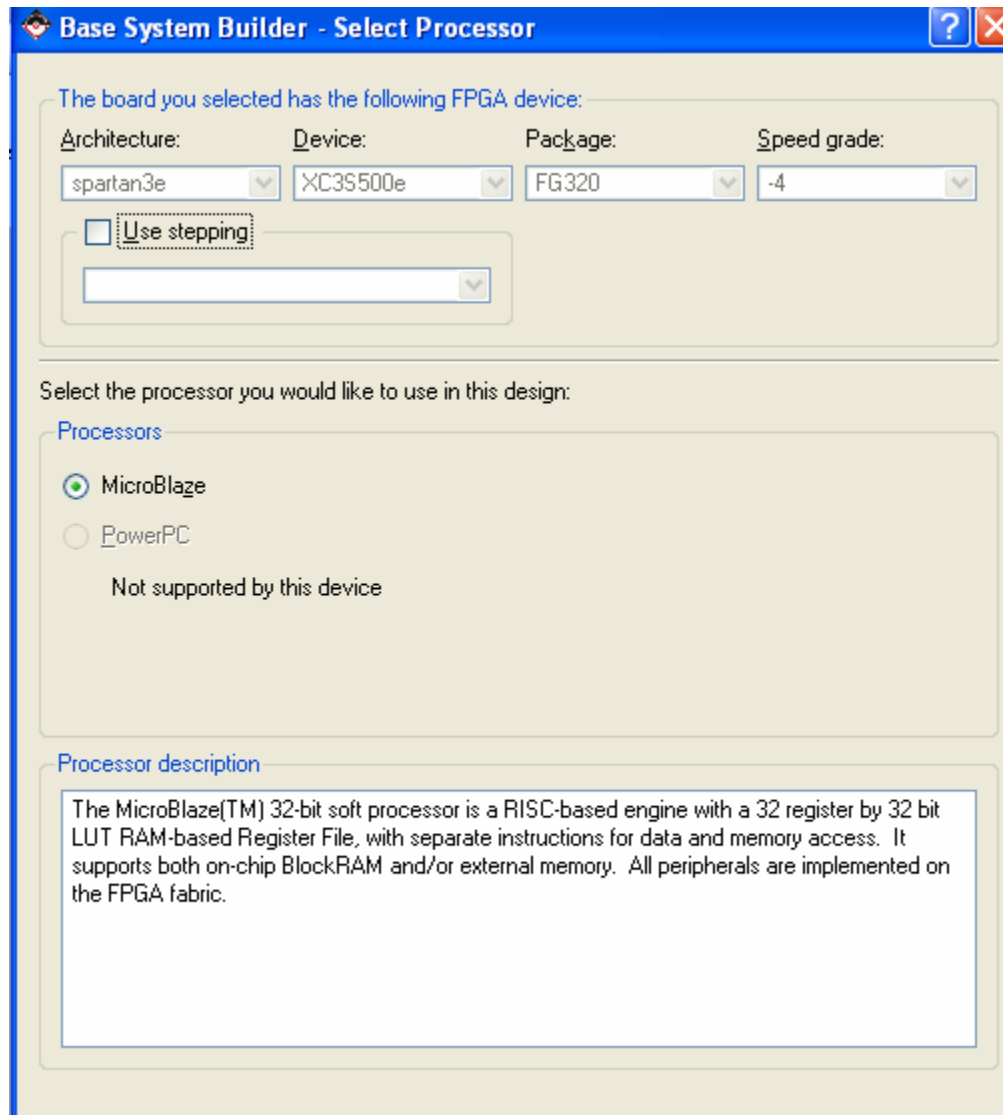 Base System Builder - Select Processor
The board you selected has the following FPGA device:
Architecture: Device: Package: Speed grade:
spartan3e XC3S500e FG320 -4
Use stepping
Select the processor you would like to use in this design:
Processors
MicroBlaze
PowerPC
Not supported by this device
Processor description
The MicroBlaze(TM) 32-bit soft processor is a RISC-based engine with a 32 register by 32 bit
LUT RAM-based Register File, with separate instructions for data and memory access. It
supports both on-chip BlockRAM and/or external memory. All peripherals are implemented on
the FPGA fabric.